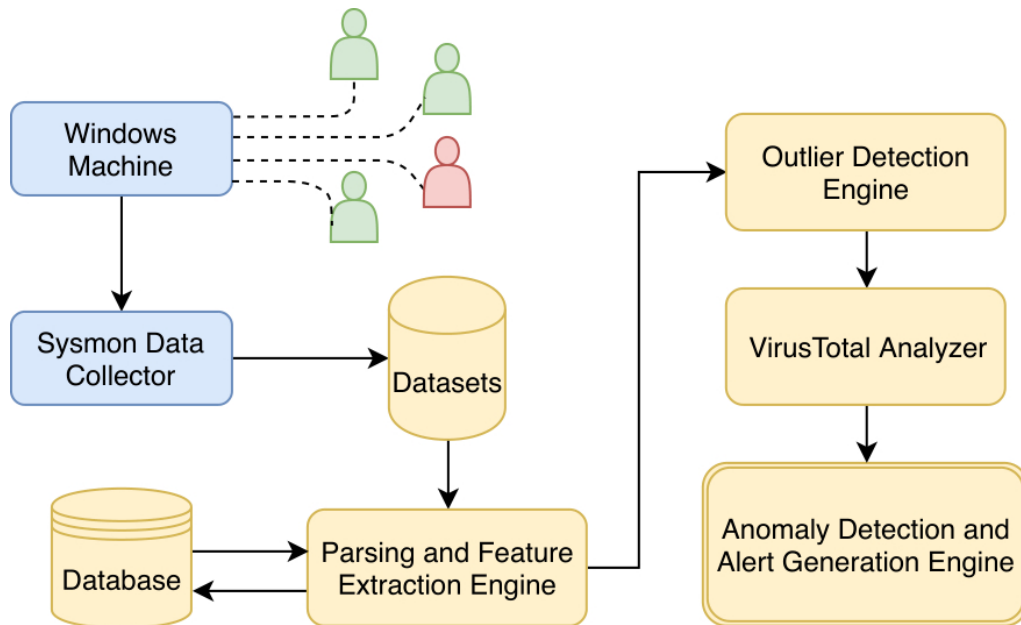 Windows
Machine
Outlier Detection
Engine
Sysmon Data
Collector
Datasets
VirusTotal Analyzer
Database
Parsing and Feature
Extraction Engine
Anomaly Detection and
Alert Generation Engine